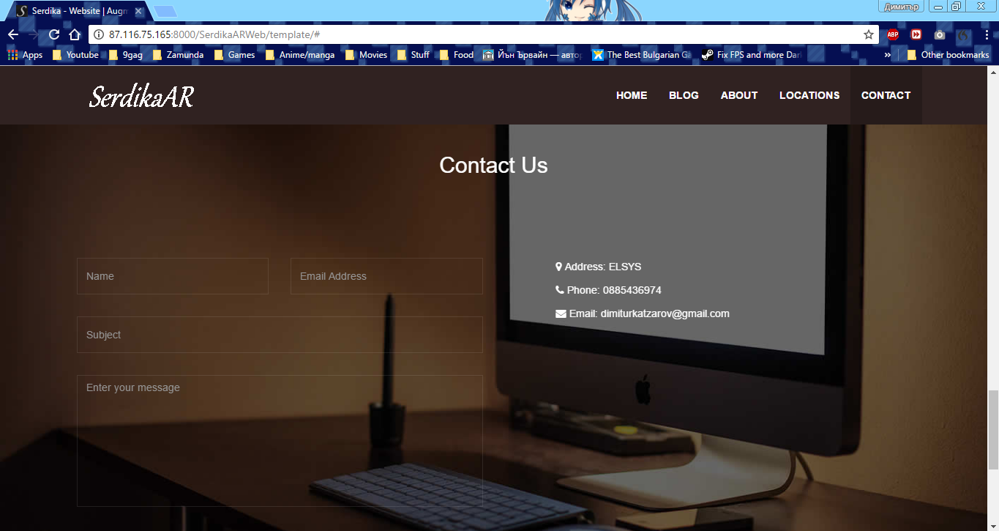 Serdika - Website | Augm
Димитър
87.116.75.165:8000/SerdikaARWeb/template/#
ABP
Apps
Youtube
9gag
Zamunda
Games
Anime/manga
Movies
Stuff
Food
Йън Ървайн — автор
The Best Bulgarian Ga
Fix FPS and more Dar
»
Other bookmarks
SerdikaAR
HOME
BLOG
ABOUT
LOCATIONS
CONTACT
Contact Us
Name
Email Address
Address: ELSYS
Phone: 0885436974
Email: dimiturkatzarov@gmail.com
Subject
Enter your message